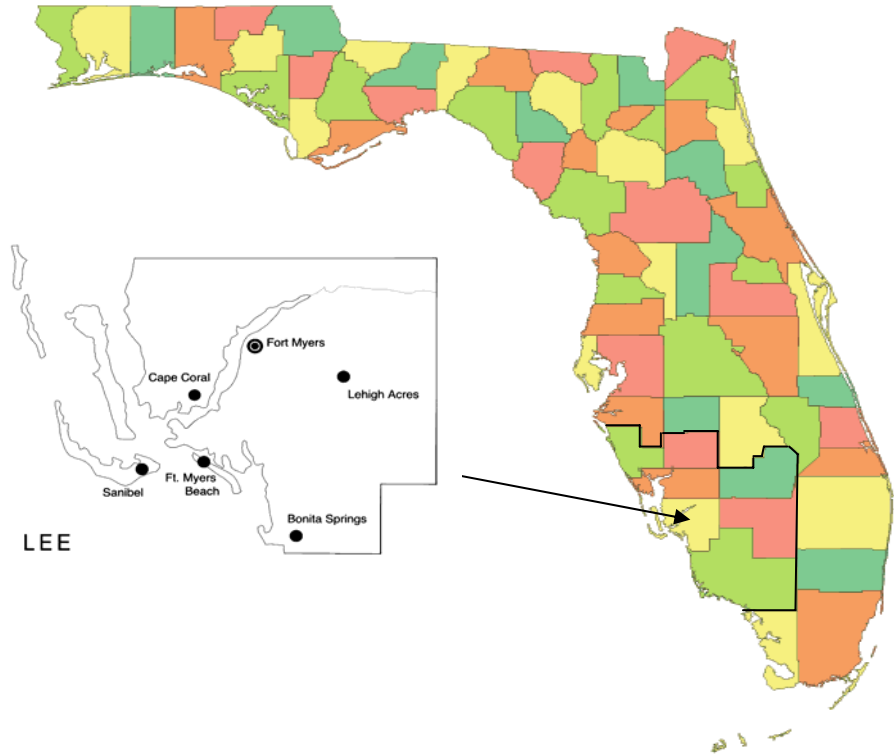 Fort Myers
Cape Coral
Lehigh Acres
Ft. Myers
Beach
Sanibel
Bonita Springs
LEE